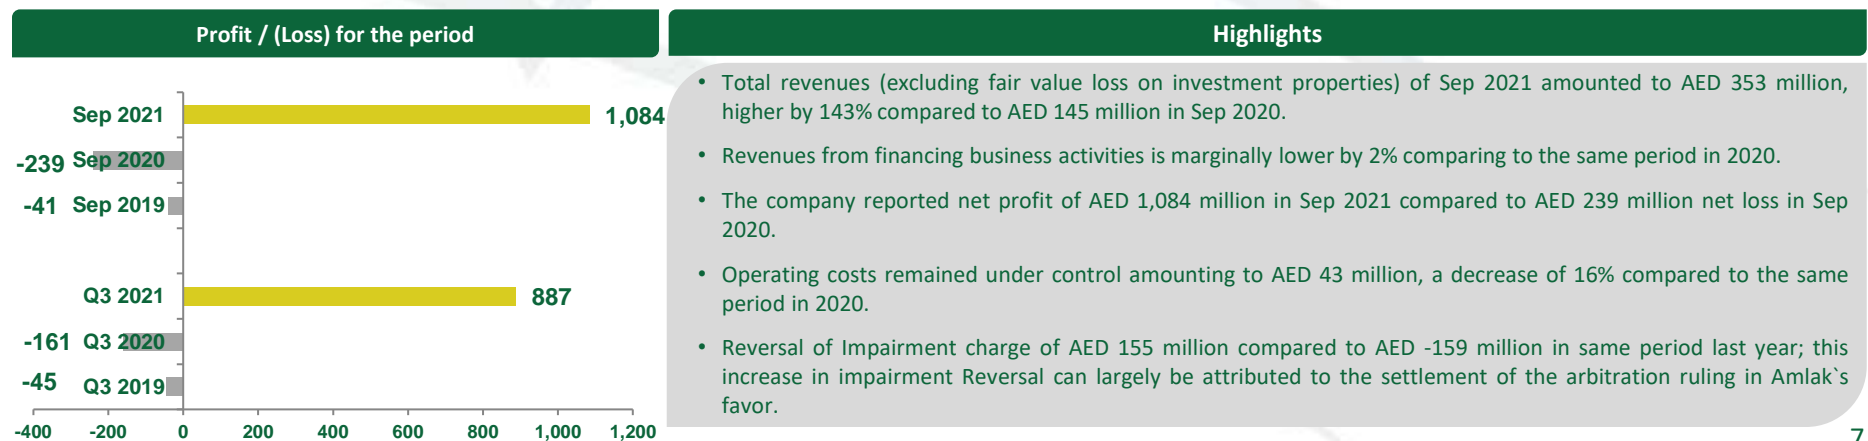 Profit / (Loss) for the period
Sep 2021
1,084
-239
Sep 2020
-41
Sep 2019
Q3 2021
887
-161
Q3 2020
-45
Q3 2019
-400
-200
0
200
400
600
800
1,000
1,200
Highlights
• Total revenues (excluding fair value loss on investment properties) of Sep 2021 amounted to AED 353 million,
higher by 143% compared to AED 145 million in Sep 2020.
• Revenues from financing business activities is marginally lower by 2% comparing to the same period in 2020.
• The company reported net profit of AED 1,084 million in Sep 2021 compared to AED 239 million net loss in Sep
2020.
• Operating costs remained under control amounting to AED 43 million, a decrease of 16% compared to the same
period in 2020.
• Reversal of Impairment charge of AED 155 million compared to AED -159 million in same period last year; this
increase in impairment Reversal can largely be attributed to the settlement of the arbitration ruling in Amlak`s
favor.
7